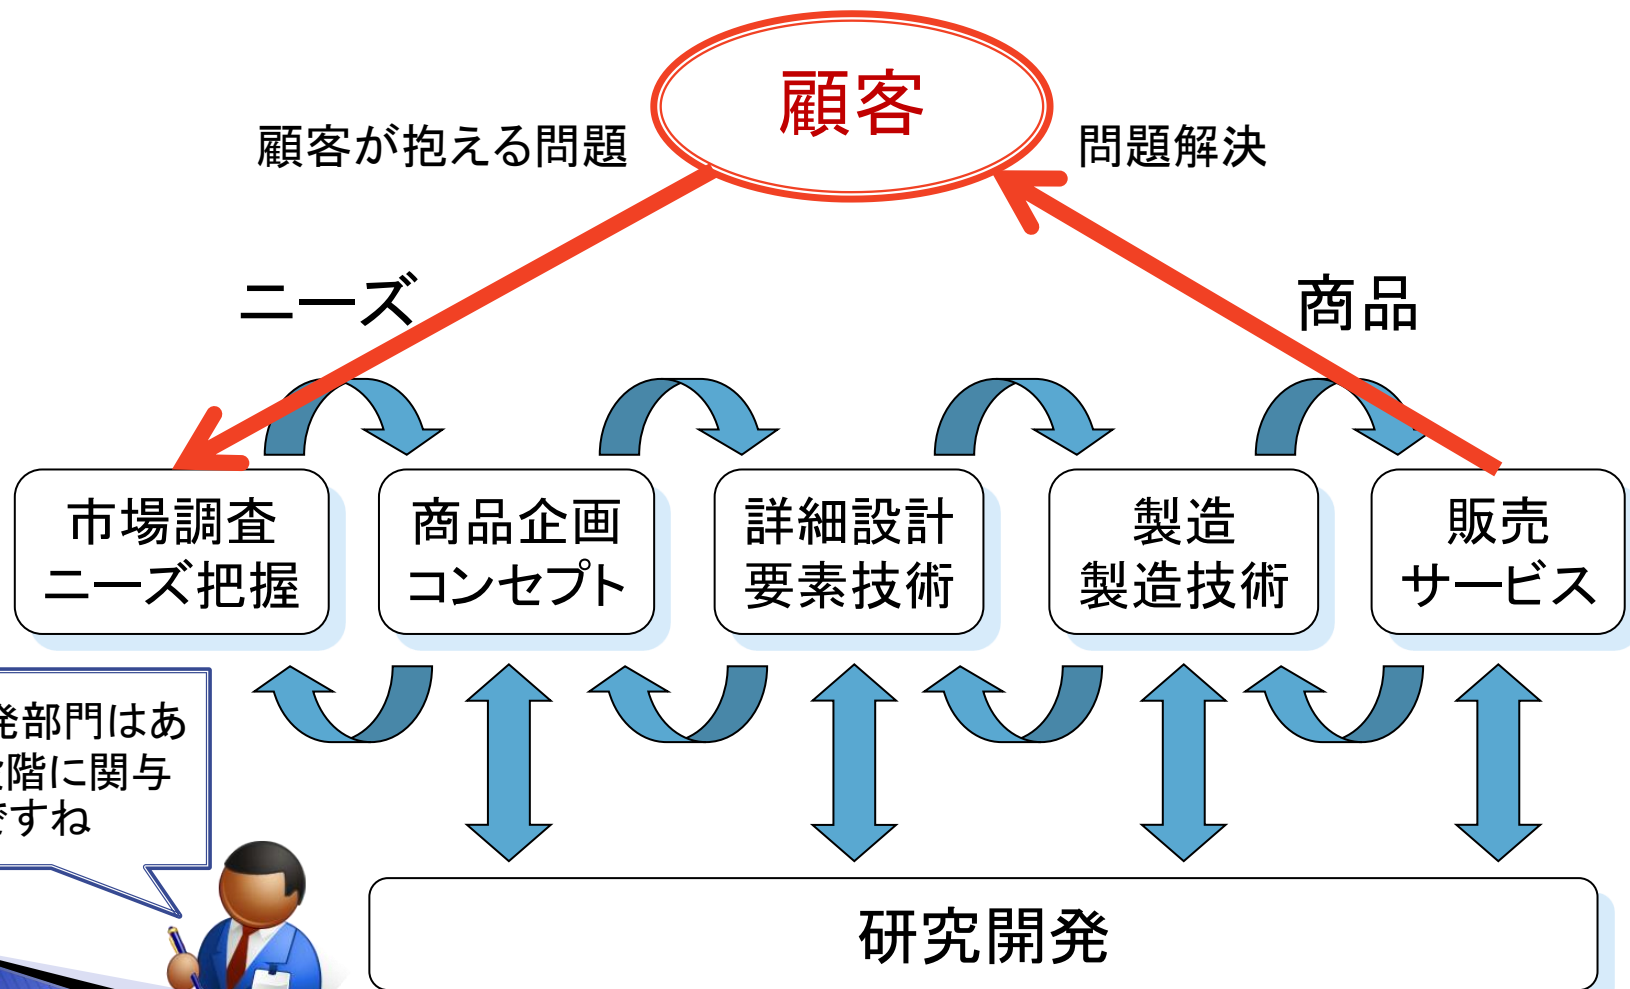 顧客
顧客が抱える問題
問題解決
ニーズ
商品
市場調査
ニーズ把握
商品企画
コンセプト
詳細設計
要素技術
製造
製造技術
販売
サービス
発部門はあ
階に関与
ですね
研究開発